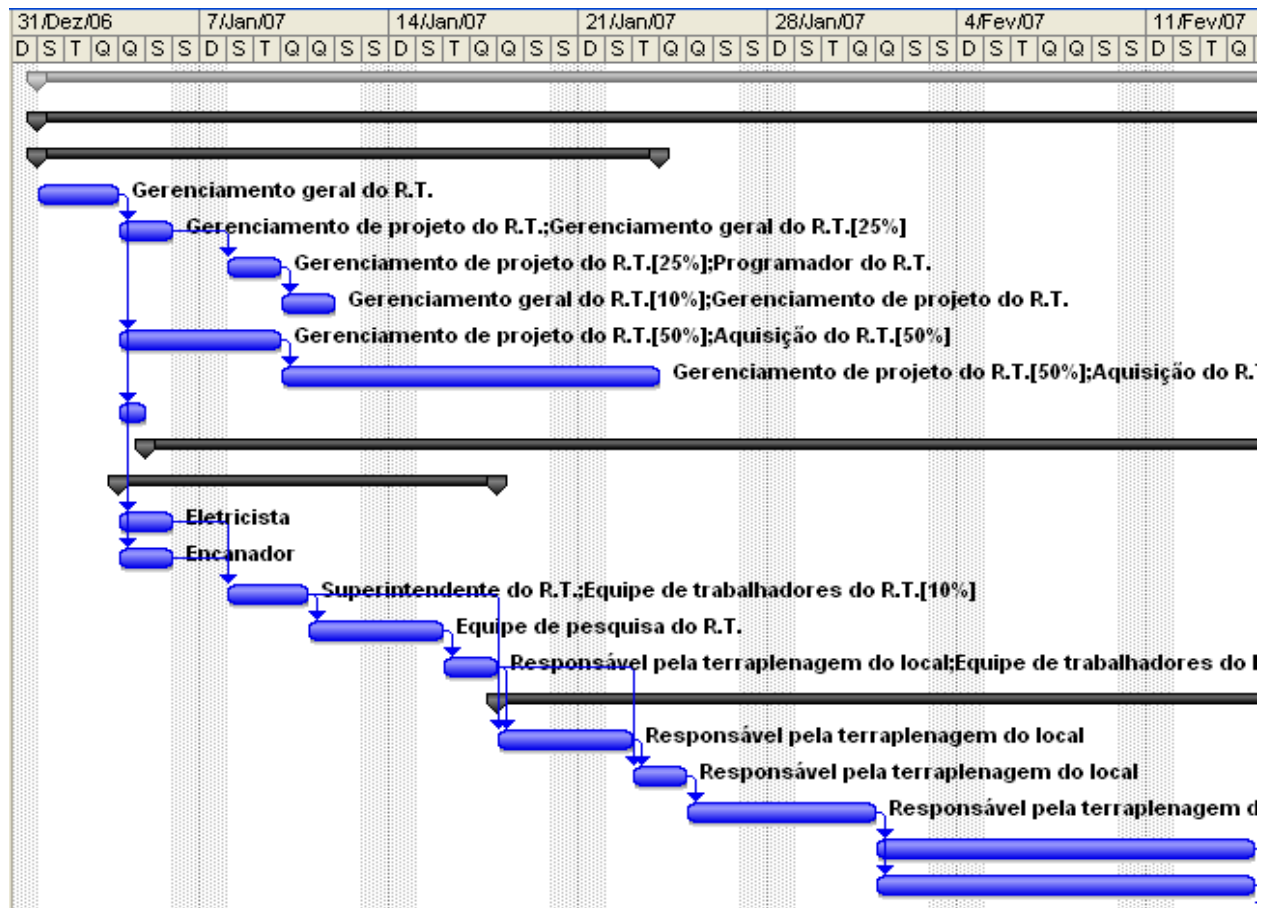 31/Dez/06 7/Jan/07 14/Jan/07 21/Jan/07 28/Jan/07 4/Fev/07 11/Fev/07
D S T Q Q S S D S T Q Q S S D S T Q Q S S D S T Q Q S S D S T Q Q S S D S T Q Q S S D S T Q
Gerenciamento geral do R.T.
Gerenciamento de projeto do R.T.;Gerenciamento geral do R.T.[25%]
Gerenciamento de projeto do R.T.[25%];Programador do R.T.
Gerenciamento geral do R.T.[10%];Gerenciamento de projeto do R.T.
Gerenciamento de projeto do R.T.[50%];Aquisição do R.T.[50%]
Gerenciamento de projeto do R.T.[50%];Aquisição do R.
Eletricista
Encanador
Superintendente do R.T.;Equipe de trabalhadores do R.T.[10%]
Equipe de pesquisa do R.T.
Responsável pela terraplenagem do local;Equipe de trabalhadores do
Responsável pela terraplenagem do local
Responsável pela terraplenagem do local
Responsável pela terraplenagem